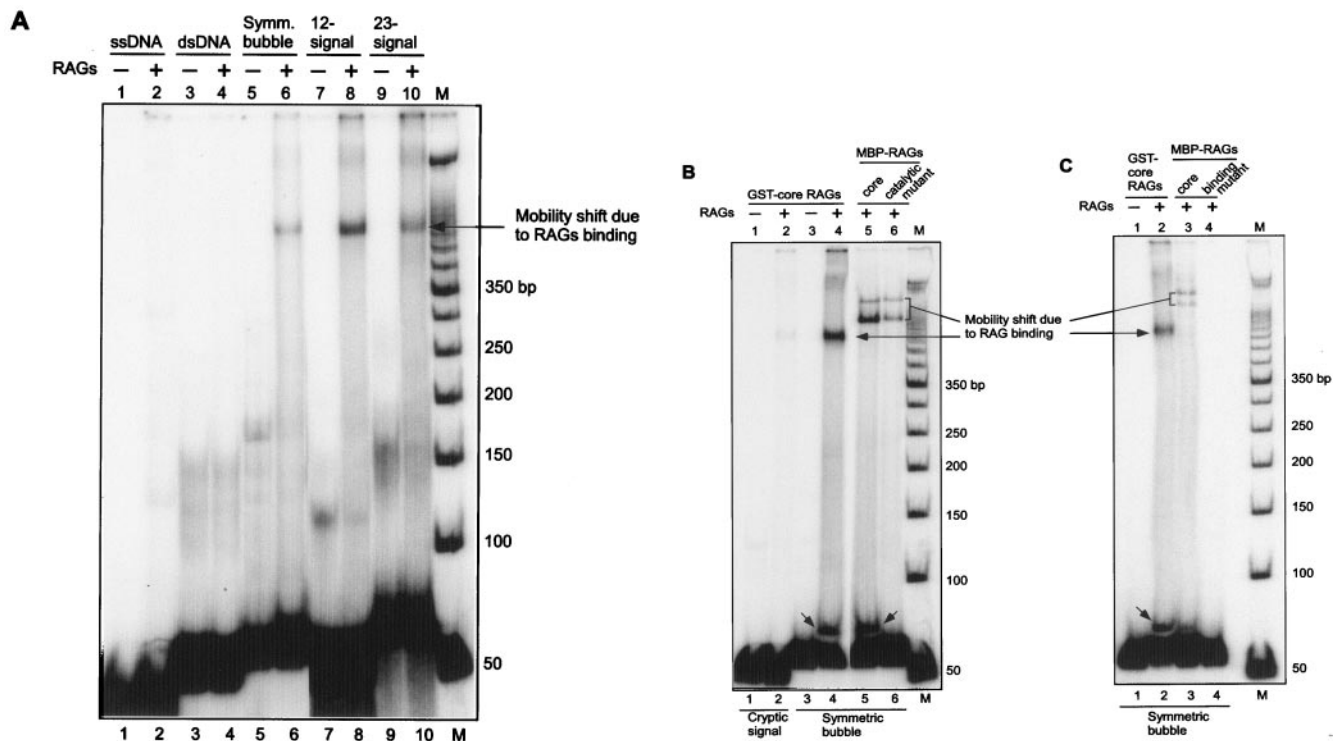 A
ssDNA dsDNA Symm. bubble 12-signal 23-signal
RAGs – + – + – + – + – +
1 2 3 4 5 6 7 8 9 10 M
Mobility shift due
to RAGs binding
350 bp
300
250
200
150
100
50
1 2 3 4 5 6 7 8 9 10 M
B
MBP-RAGs
GST-core RAGs core catalytic mutant
RAGs – + – + + +
1 2 3 4 5 6 M
Mobility shift due
to RAG binding
350 bp
250
200
150
100
50
1 2 3 4 5 6 M
Cryptic signal Symmetric bubble
C
GST-core RAGs MBP-RAGs
core binding mutant
RAGs – + + +
1 2 3 4 M
350 bp
250
200
150
100
50
1 2 3 4 M
Symmetric
bubble